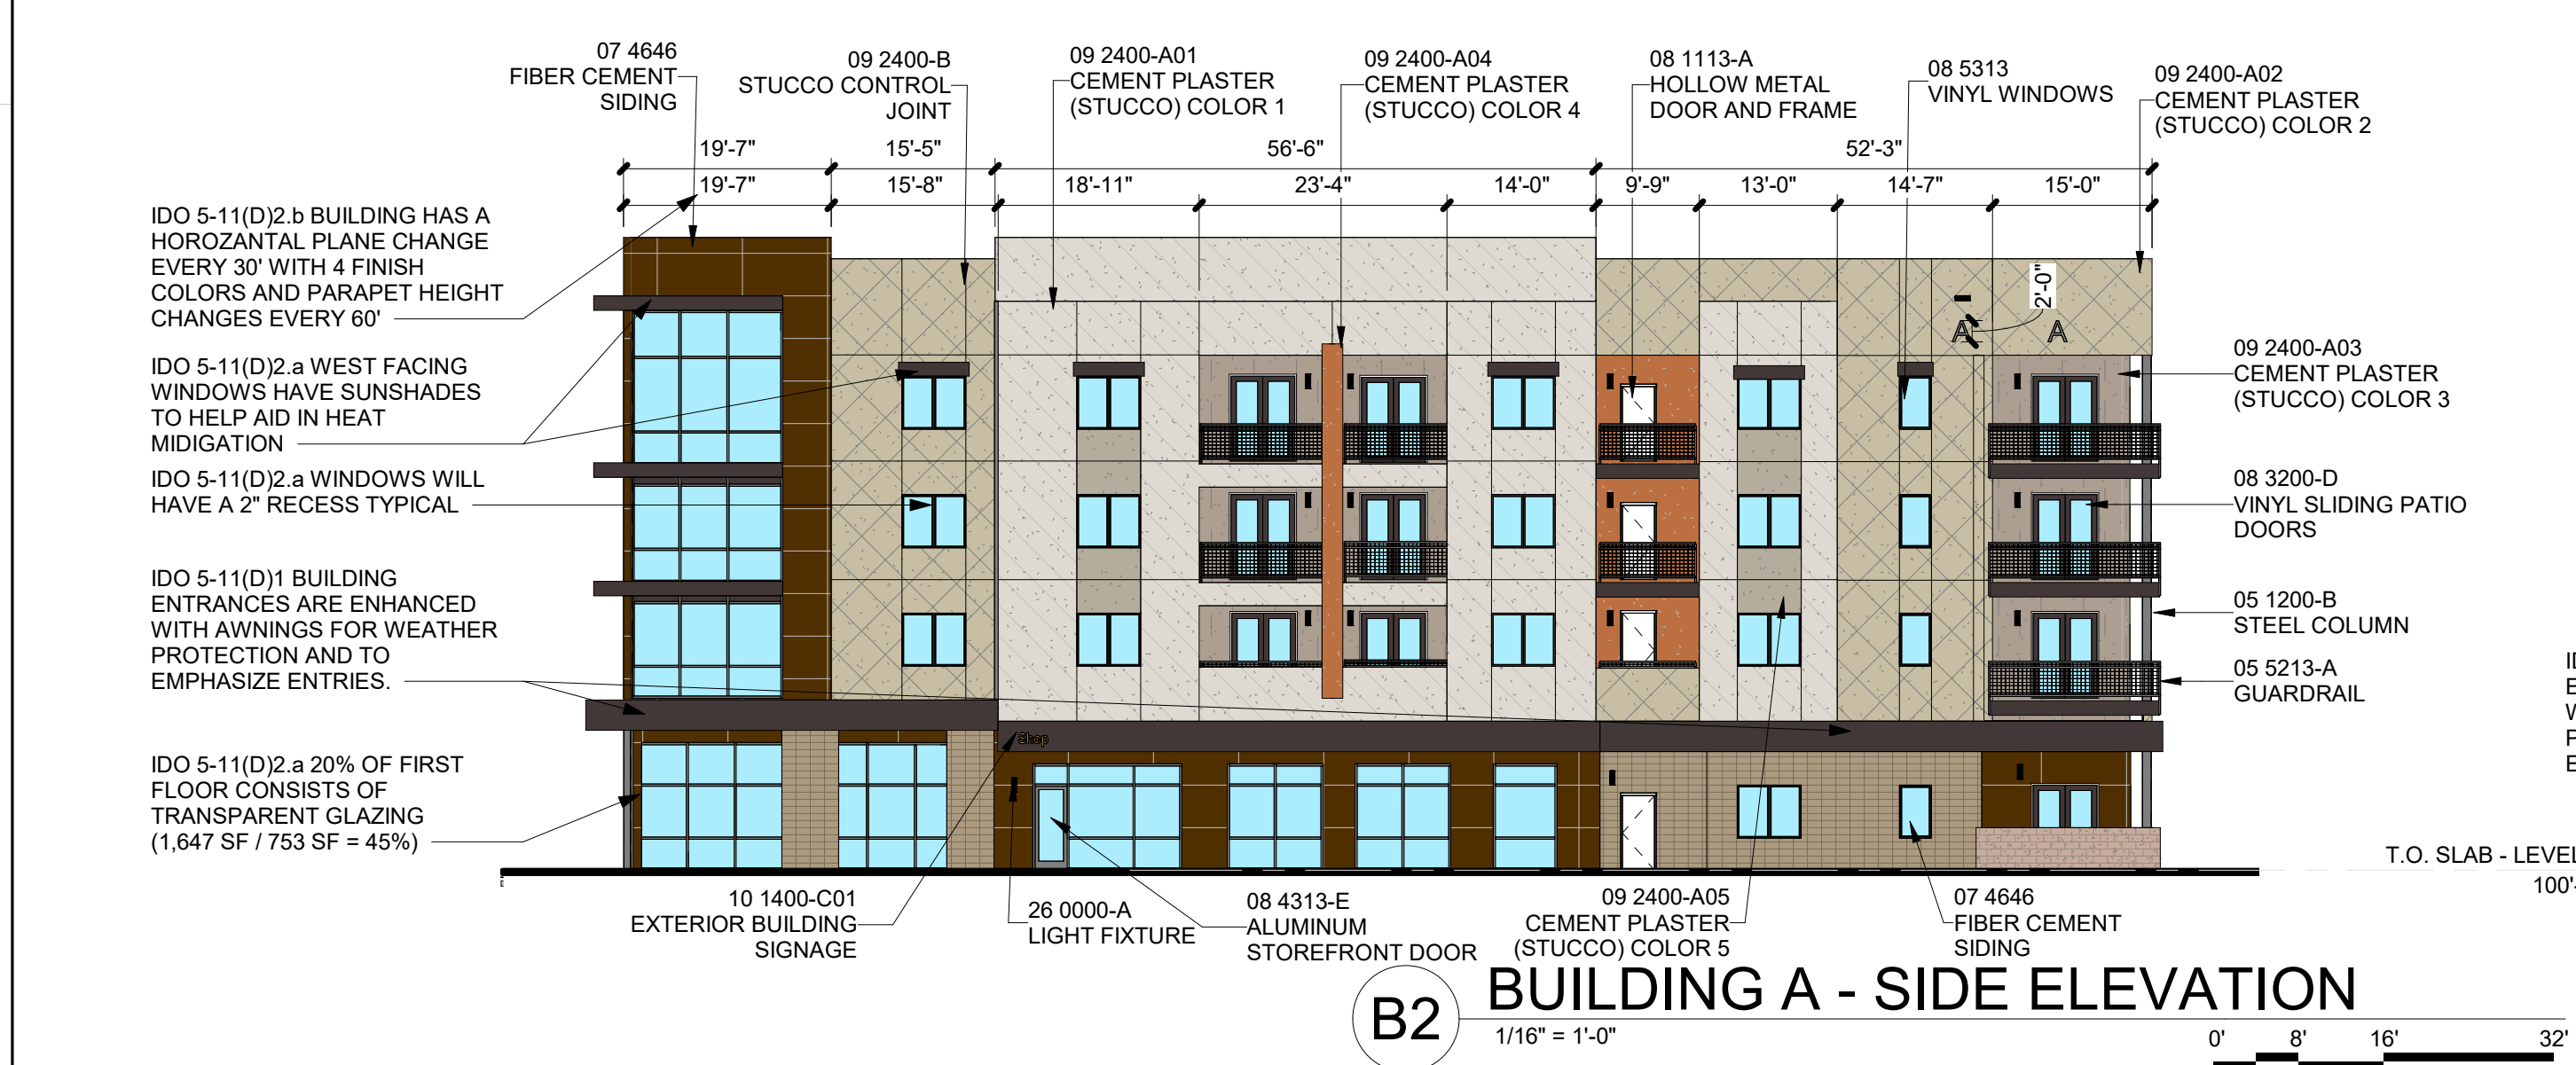 07 4646
FIBER CEMENT
SIDING
09 2400-B
STUCCO CONTROL
JOINT
09 2400-A01
CEMENT PLASTER
(STUCCO) COLOR 1
09 2400-A04
CEMENT PLASTER
(STUCCO) COLOR 4
08 1113-A
HOLLOW METAL
DOOR AND FRAME
08 5313
VINYL WINDOWS
09 2400-A02
CEMENT PLASTER
(STUCCO) COLOR 2
19'-7"
15'-5"
56'-6"
52'-3"
19'-7"
15'-8"
18'-11"
23'-4"
14'-0"
9'-9"
13'-0"
14'-7"
15'-0"
IDO 5-11(D)2.b BUILDING HAS A
HOROZANTAL PLANE CHANGE
EVERY 30' WITH 4 FINISH
COLORS AND PARAPET HEIGHT
CHANGES EVERY 60'
IDO 5-11(D)2.a WEST FACING
WINDOWS HAVE SUNSHADES
TO HELP AID IN HEAT
MIDIGATION
IDO 5-11(D)2.a WINDOWS WILL
HAVE A 2" RECESS TYPICAL
IDO 5-11(D)1 BUILDING
ENTRANCES ARE ENHANCED
WITH AWNINGS FOR WEATHER
PROTECTION AND TO
EMPHASIZE ENTRIES.
IDO 5-11(D)2.a 20% OF FIRST
FLOOR CONSISTS OF
TRANSPARENT GLAZING
(1,647 SF / 753 SF = 45%)
2'-0"
A
A
Shop
09 2400-A03
CEMENT PLASTER
(STUCCO) COLOR 3
08 3200-D
VINYL SLIDING PATIO
DOORS
05 1200-B
STEEL COLUMN
05 5213-A
GUARDRAIL
T.O. SLAB - LEVEL
100'-
10 1400-C01
EXTERIOR BUILDING
SIGNAGE
26 0000-A
LIGHT FIXTURE
08 4313-E
ALUMINUM
STOREFRONT DOOR
09 2400-A05
CEMENT PLASTER
(STUCCO) COLOR 5
07 4646
FIBER CEMENT
SIDING
B2
BUILDING A - SIDE ELEVATION
1/16" = 1'-0"
0'
8'
16'
32'